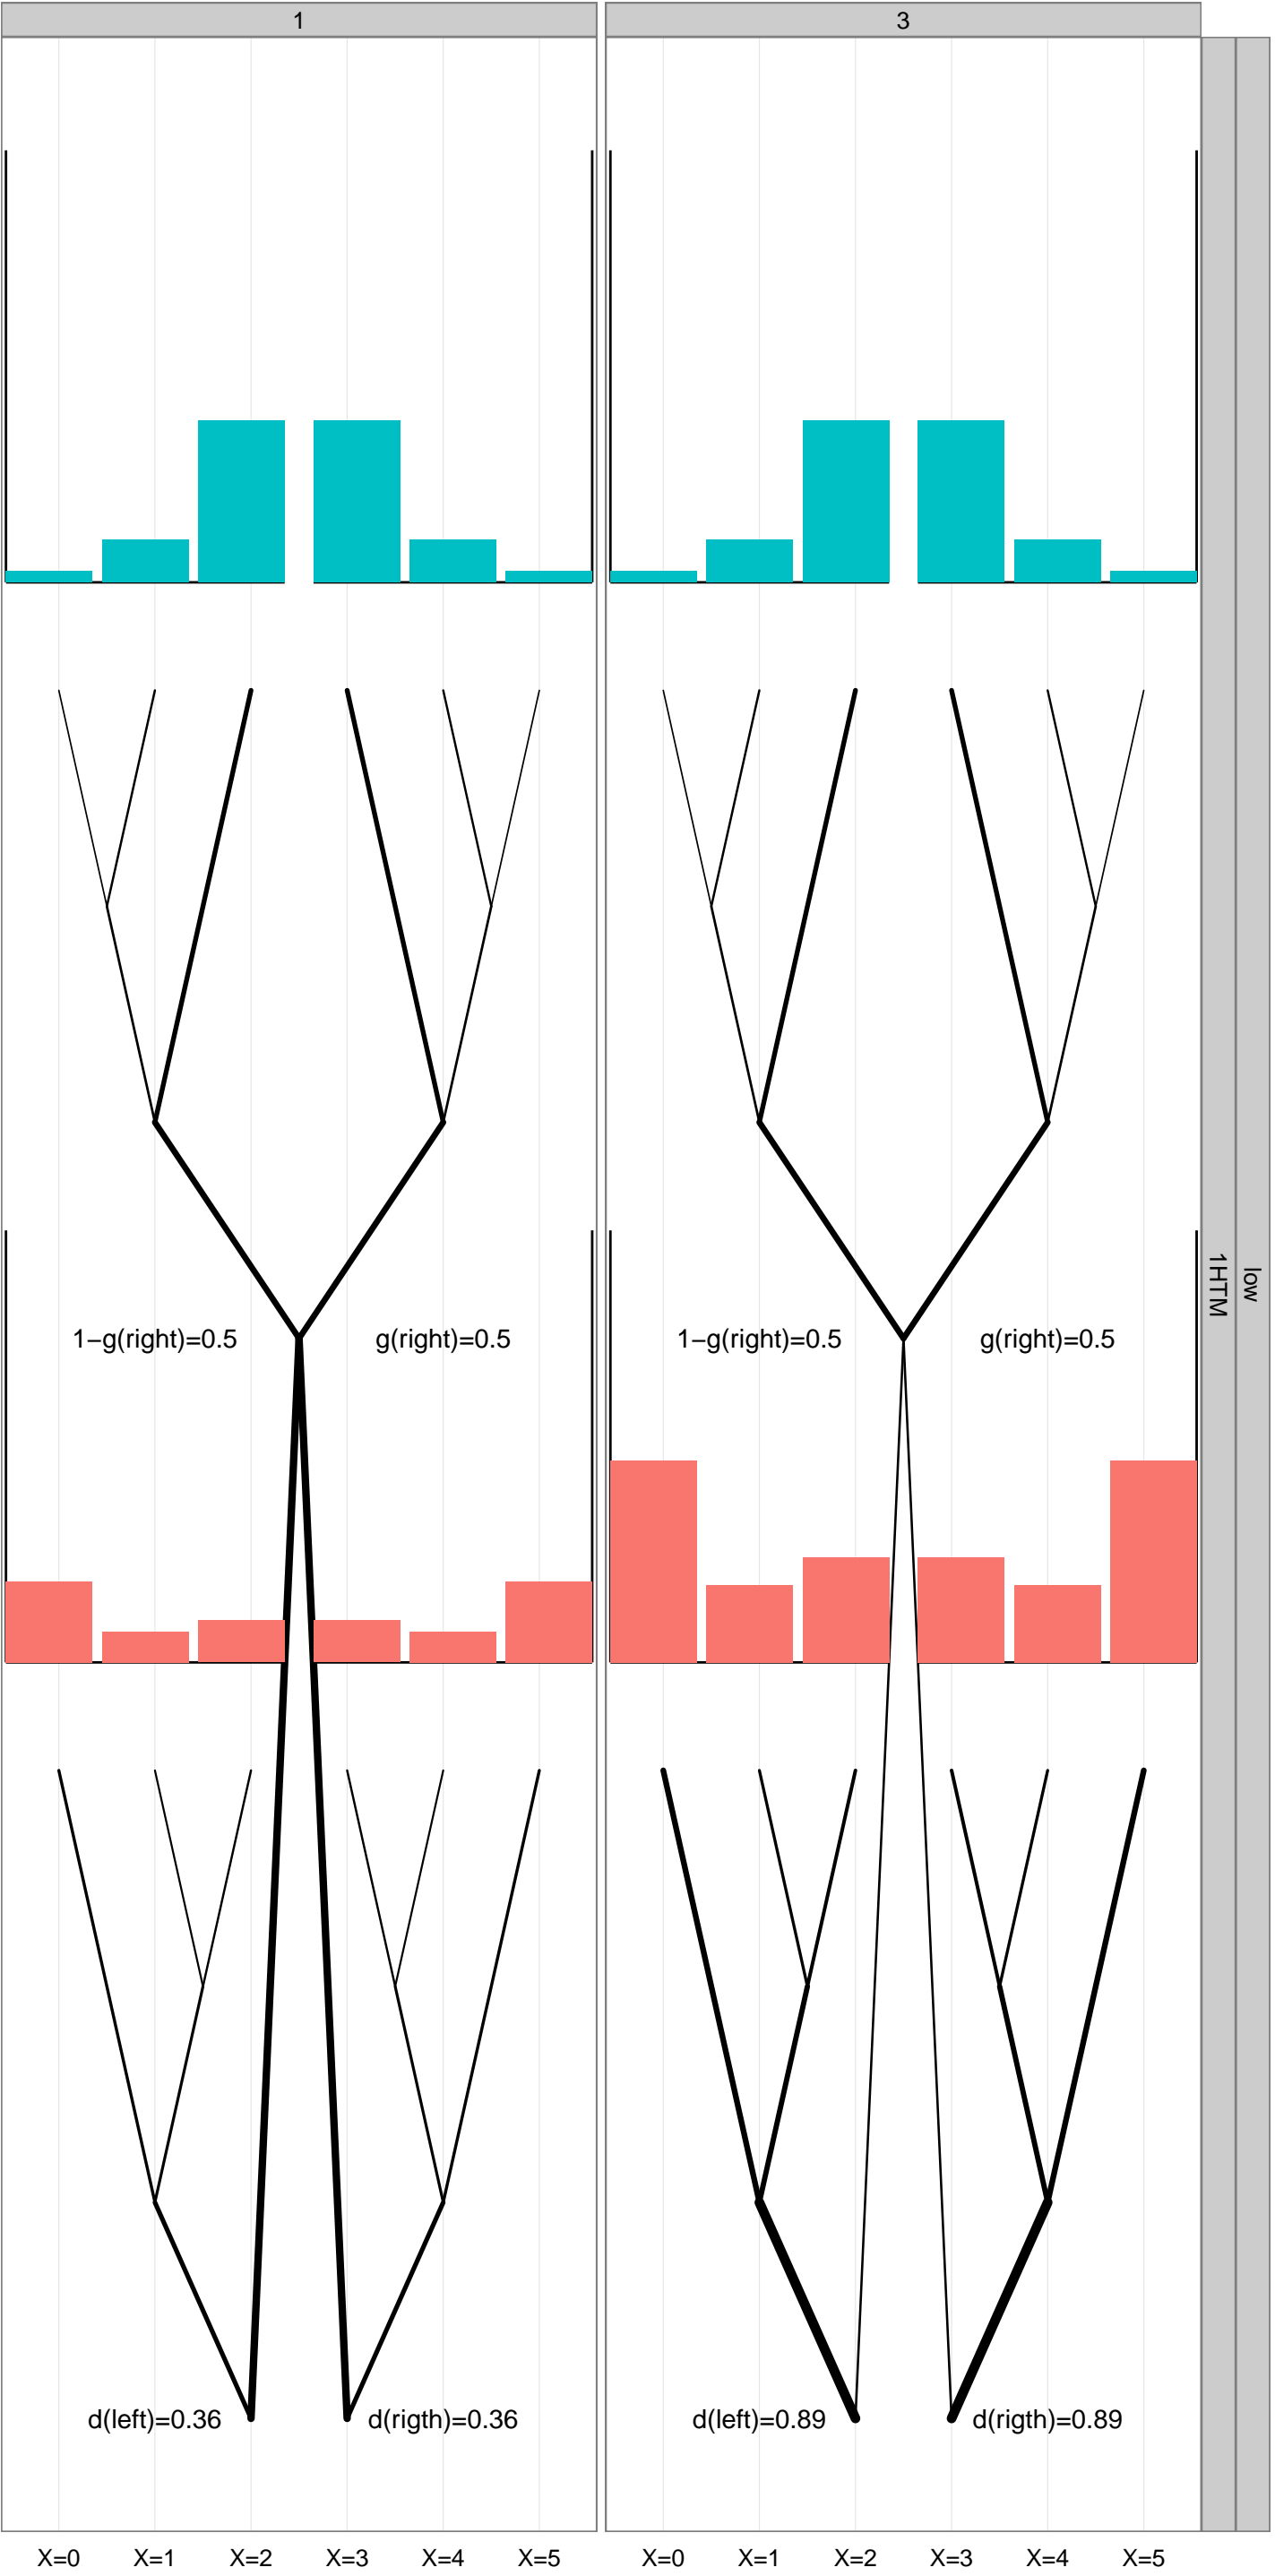 1
3
low
1HTM
1−g(right)=0.5
g(right)=0.5
1−g(right)=0.5
g(right)=0.5
d(left)=0.36
d(rigth)=0.36
d(left)=0.89
d(rigth)=0.89
X=0 X=1 X=2 X=3 X=4 X=5
X=0 X=1 X=2 X=3 X=4 X=5